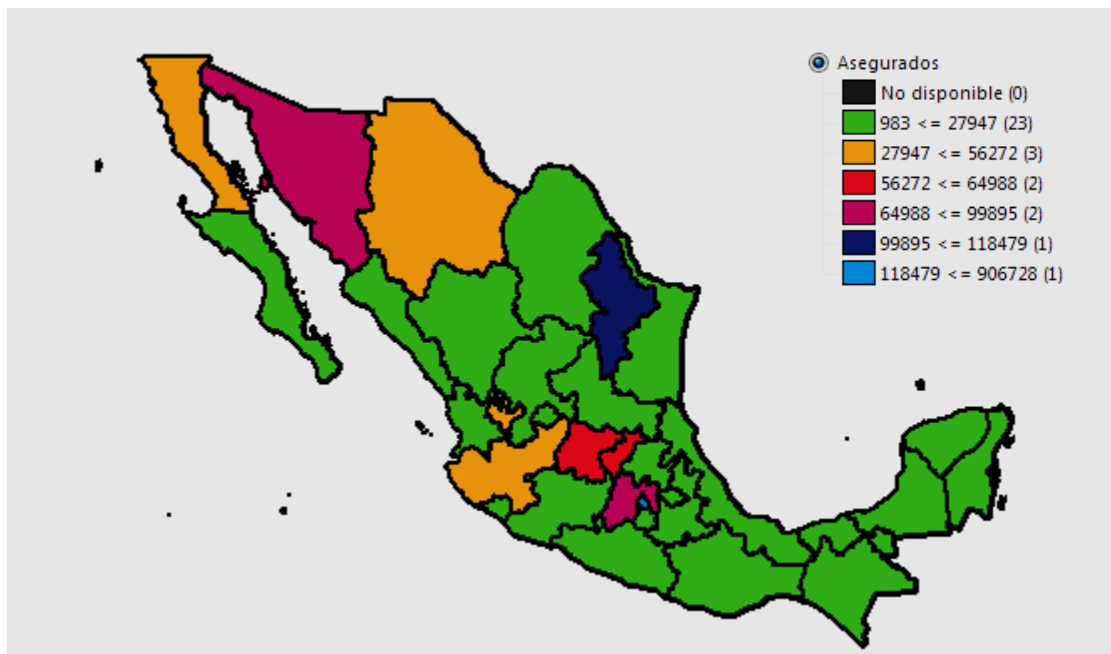 Asegurados
No disponible (0)
983 <= 27947 (23)
27947 <= 56272 (3)
56272 <= 64988 (2)
64988 <= 99895 (2)
99895 <= 118479 (1)
118479 <= 906728 (1)